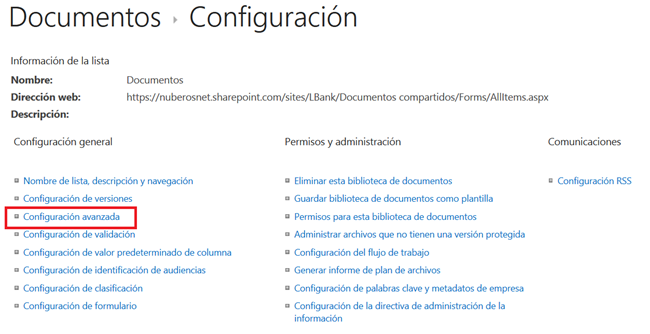 Documentos ▸ Configuración
Información de la lista
Nombre: Documentos
Dirección web: https://nuberosnet.sharepoint.com/sites/LBank/Documentos compartidos/Forms/AllItems.aspx
Descripción:
Configuración general
Nombre de lista, descripción y navegación
Configuración de versiones
Configuración avanzada
Configuración de validación
Configuración de valor predeterminado de columna
Configuración de identificación de audiencias
Configuración de clasificación
Configuración de formulario
Permisos y administración
Eliminar esta biblioteca de documentos
Guardar biblioteca de documentos como plantilla
Permisos para esta biblioteca de documentos
Administrar archivos que no tienen una versión protegida
Configuración del flujo de trabajo
Generar informe de plan de archivos
Configuración de palabras clave y metadatos de empresa
Configuración de la directiva de administración de la
información
Comunicaciones
Configuración RSS